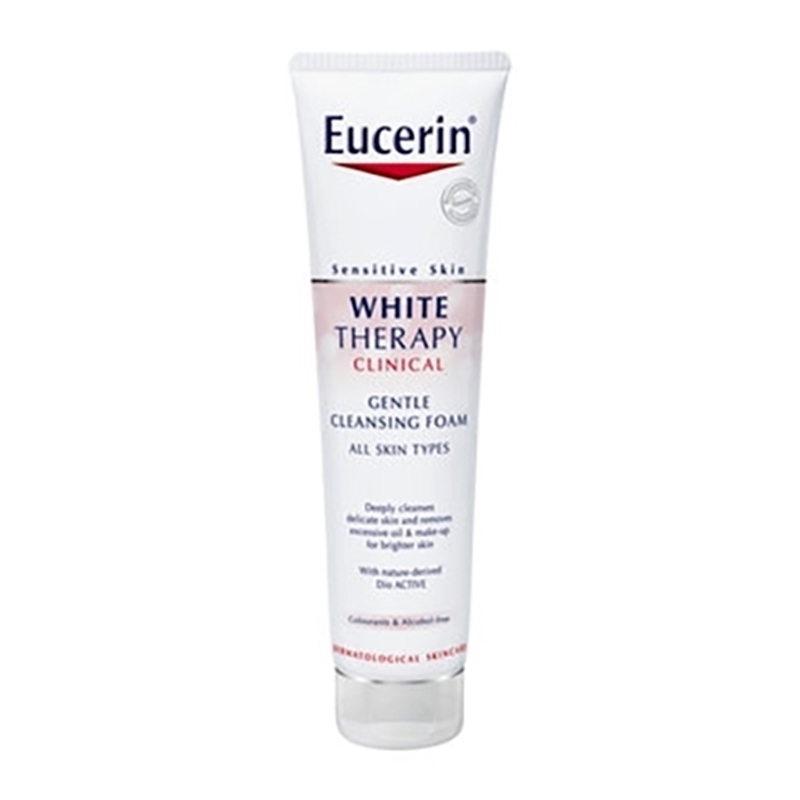 Eucerin®
Sensitive Skin
WHITE
THERAPY
CLINICAL
GENTLE
CLEANSING FOAM
ALL SKIN TYPES
Deeply cleanses
delicate skin and removes
excessive oil & make-up
for brighter skin
With nature-derived
Dio ACTIVE
Colourants & Alcohol-free
DERMATOLOGICAL SKINCARE